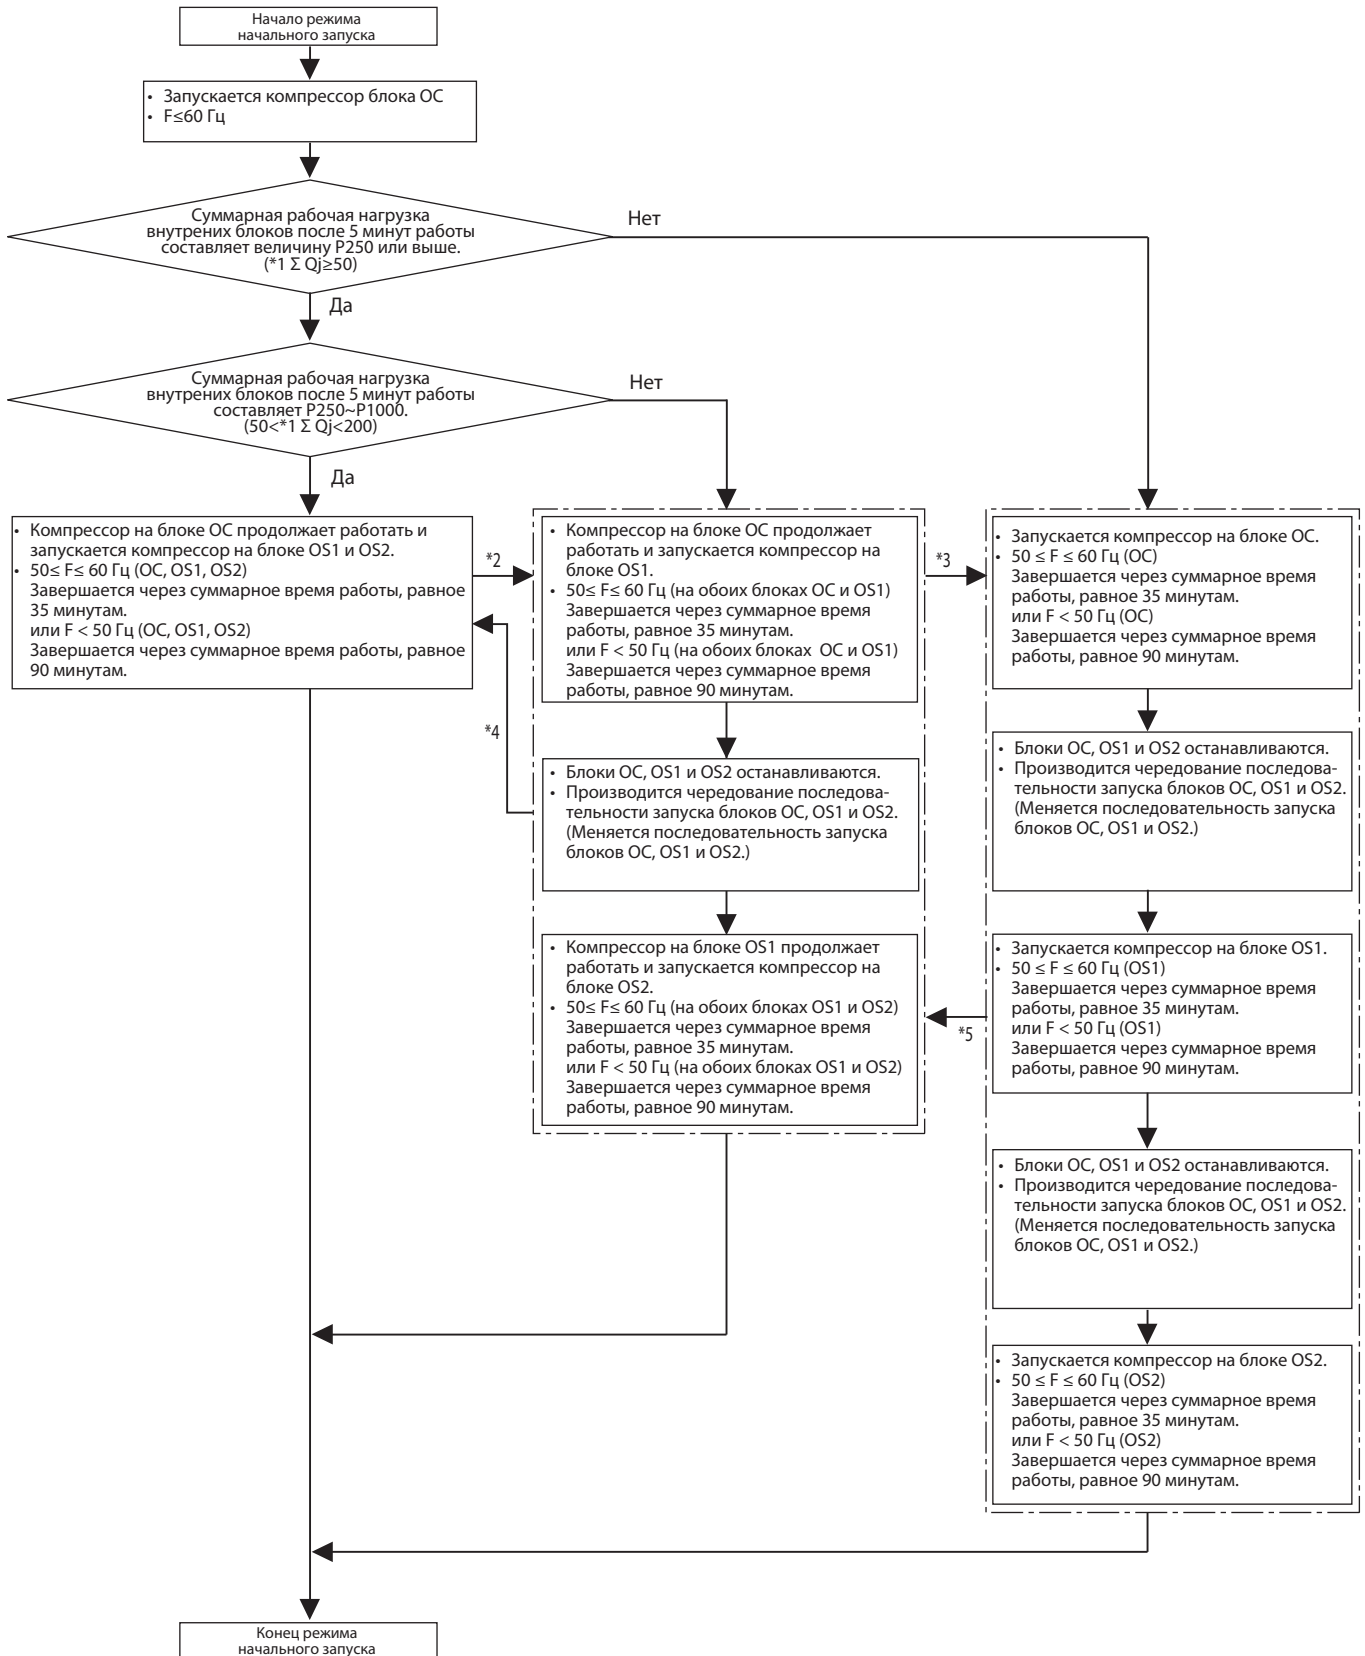 Начало режима
начального запуска
• Запускается компрессор блока OC
• F≤60 Гц
Суммарная рабочая нагрузка
внутрених блоков после 5 минут работы
составляет величину P250 или выше.
(*1 Σ Qj≥50)
Нет
Да
Суммарная рабочая нагрузка
внутрених блоков после 5 минут работы
составляет P250~P1000.
(50<*1 Σ Qj<200)
Нет
Да
• Компрессор на блоке OC продолжает работать и
запускается компрессор на блоке OS1 и OS2.
• 50≤ F≤ 60 Гц (OC, OS1, OS2)
Завершается через суммарное время работы, равное
35 минутам.
или F < 50 Гц (OC, OS1, OS2)
Завершается через суммарное время работы, равное
90 минутам.
*2
*4
• Компрессор на блоке OC продолжает
работать и запускается компрессор на
блоке OS1.
• 50≤ F≤ 60 Гц (на обоих блоках OC и OS1)
Завершается через суммарное время
работы, равное 35 минутам.
или F < 50 Гц (на обоих блоках OC и OS1)
Завершается через суммарное время
работы, равное 90 минутам.
• Блоки OC, OS1 и OS2 останавливаются.
• Производится чередование последова-
тельности запуска блоков OC, OS1 и OS2.
(Меняется последовательность запуска
блоков OC, OS1 и OS2.)
• Компрессор на блоке OS1 продолжает
работать и запускается компрессор на
блоке OS2.
• 50≤ F≤ 60 Гц (на обоих блоках OS1 и OS2)
Завершается через суммарное время
работы, равное 35 минутам.
или F < 50 Гц (на обоих блоках OS1 и OS2)
Завершается через суммарное время
работы, равное 90 минутам.
*3
*5
• Запускается компрессор на блоке OC.
• 50 ≤ F ≤ 60 Гц (OC)
Завершается через суммарное время
работы, равное 35 минутам.
или F < 50 Гц (OC)
Завершается через суммарное время
работы, равное 90 минутам.
• Блоки OC, OS1 и OS2 останавливаются.
• Производится чередование последова-
тельности запуска блоков OC, OS1 и OS2.
(Меняется последовательность запуска
блоков OC, OS1 и OS2.)
• Запускается компрессор на блоке OS1.
• 50 ≤ F ≤ 60 Гц (OS1)
Завершается через суммарное время
работы, равное 35 минутам.
или F < 50 Гц (OS1)
Завершается через суммарное время
работы, равное 90 минутам.
• Блоки OC, OS1 и OS2 останавливаются.
• Производится чередование последова-
тельности запуска блоков OC, OS1 и OS2.
(Меняется последовательность запуска
блоков OC, OS1 и OS2.)
• Запускается компрессор на блоке OS2.
• 50 ≤ F ≤ 60 Гц (OS2)
Завершается через суммарное время
работы, равное 35 минутам.
или F < 50 Гц (OS2)
Завершается через суммарное время
работы, равное 90 минутам.
Конец режима
начального запуска